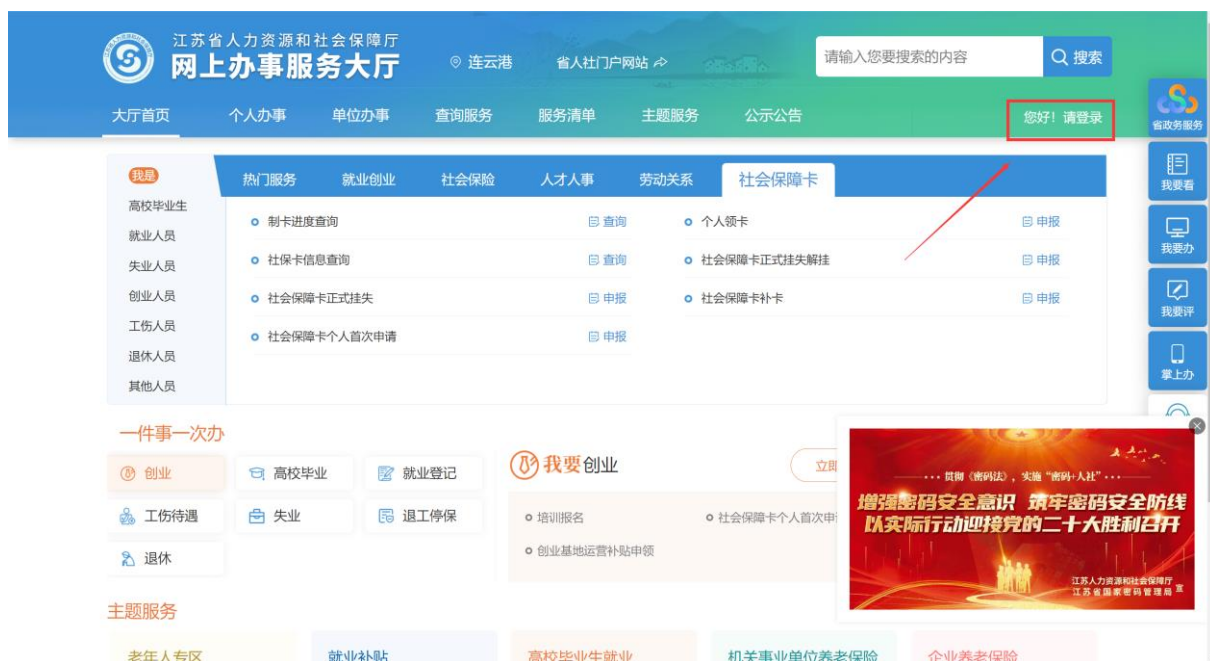 江苏省人力资源和社会保障厅
网上办事服务大厅
连云港
省人社门户网站
请输入您要搜索的内容
搜索
大厅首页 个人办事 单位办事 查询服务 服务清单 主题服务 公示公告
您好！请登录
省政务服务
我要看
我要办
我要评
掌上办
我是
高校毕业生
就业人员
失业人员
创业人员
工伤人员
退休人员
其他人员
热门服务 就业创业 社会保险 人才人事 劳动关系 社会保障卡
制卡进度查询 查询 个人领卡 申报
社保卡信息查询 查询 社会保障卡正式挂失解挂 申报
社会保障卡正式挂失 申报 社会保障卡补卡 申报
社会保障卡个人首次申请 申报
一件事一次办
创业 高校毕业 就业登记
工伤待遇 失业 退工停保
退休
我要创业
立即
培训报名 社会保障卡个人首次申
创业基地运营补贴申领
··· 贯彻《密码法》，实施“密码+人社” ···
增强密码安全意识 筑牢密码安全防线
以实际行动迎接党的二十大胜利召开
江苏人力资源和社会保障厅
江苏省国家密码管理局 宣
主题服务
老年人专区 就业补贴 高校毕业生就业 机关事业单位养老保险 企业养老保险